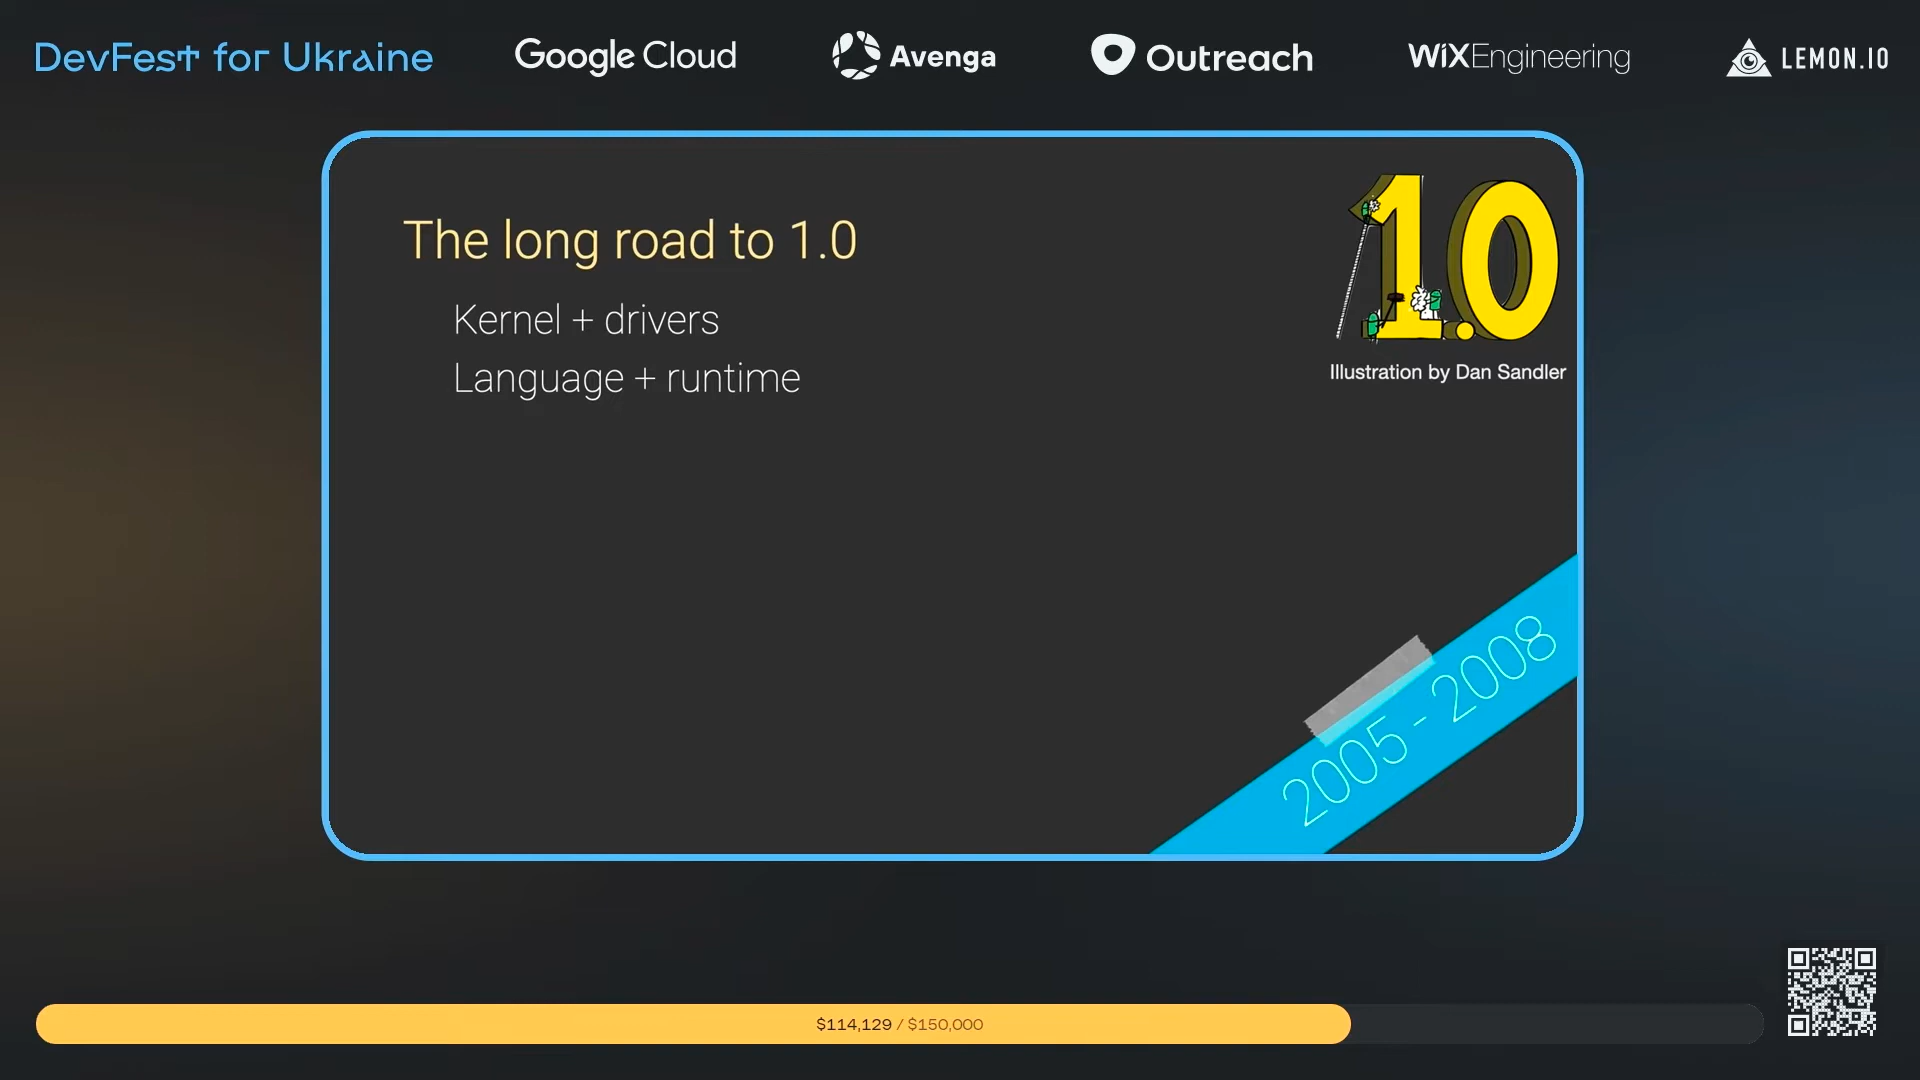 DevFest for Ukraine
Google Cloud
Avenga
Outreach
WiXEngineering
LEMON.IO
The long road to 1.0
Kernel + drivers
Language + runtime
1.0
Illustration by Dan Sandler
2005 - 2008
$114,129 / $150,000